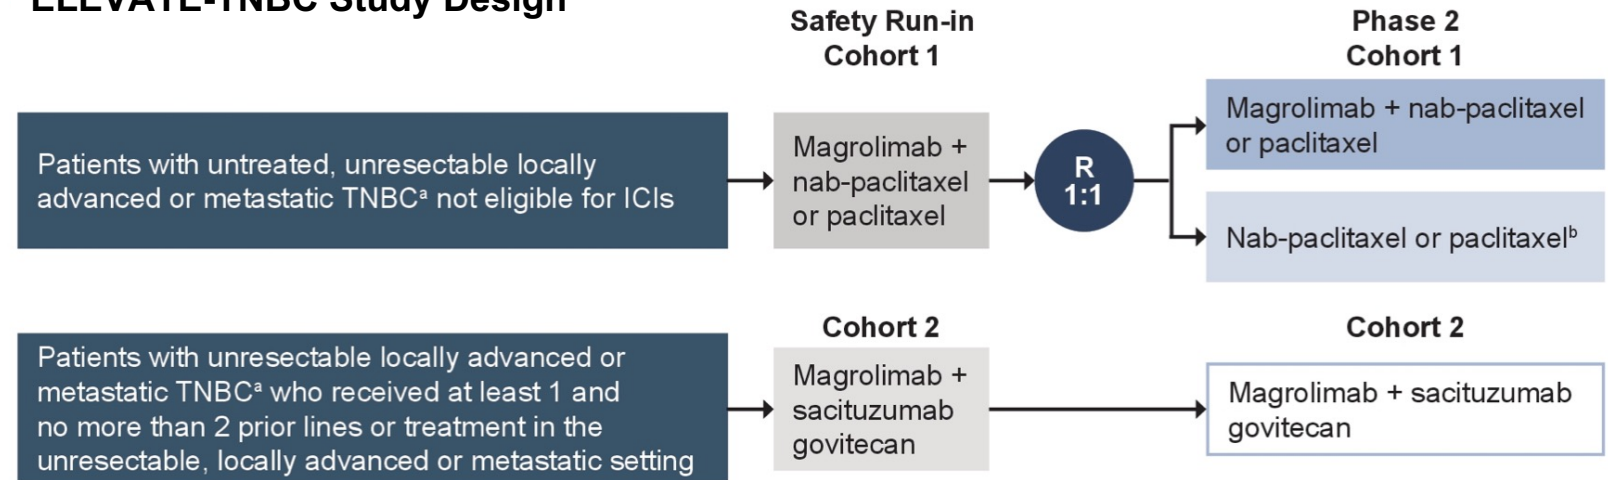 ELEVATE-TNBC Study Design
Safety Run-in
Cohort 1
Phase 2
Cohort 1
Patients with untreated, unresectable locally
advanced or metastatic TNBCᵃ not eligible for ICIs
Magrolimab +
nab-paclitaxel
or paclitaxel
R
1:1
Magrolimab + nab-paclitaxel
or paclitaxel
Nab-paclitaxel or paclitaxelᵇ
Cohort 2
Cohort 2
Patients with unresectable locally advanced or
metastatic TNBCᵃ who received at least 1 and
no more than 2 prior lines or treatment in the
unresectable, locally advanced or metastatic setting
Magrolimab +
sacituzumab
govitecan
Magrolimab + sacituzumab
govitecan